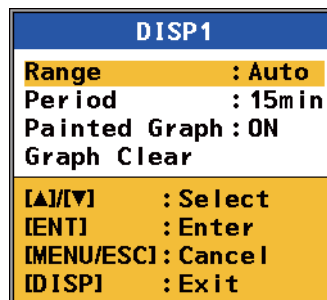 DISP1
Range : Auto
Period : 15min
Painted Graph : ON
Graph Clear
[▲]/[▼] : Select
[ENT] : Enter
[MENU/ESC] : Cancel
[DISP] : Exit